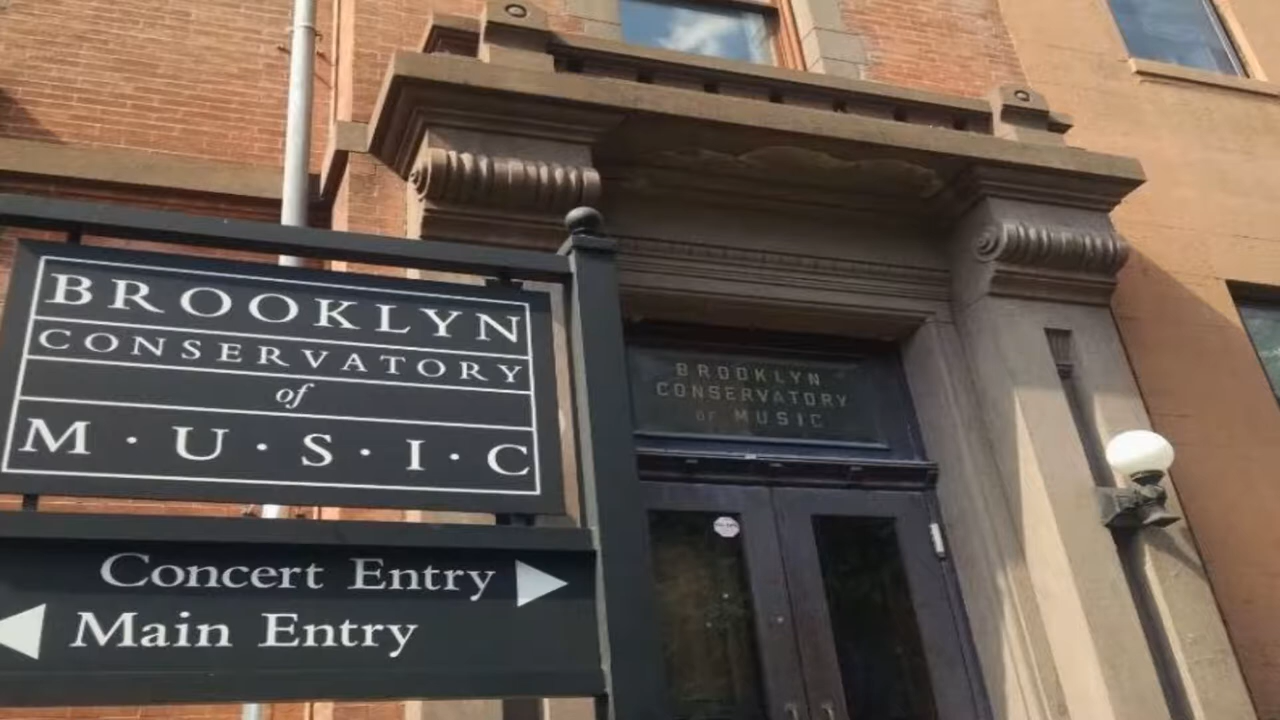 BROOKLYN
CONSERVATORY
of
M·U·S·I·C
Concert Entry
Main Entry
BROOKLYN
CONSERVATORY
OF MUSIC